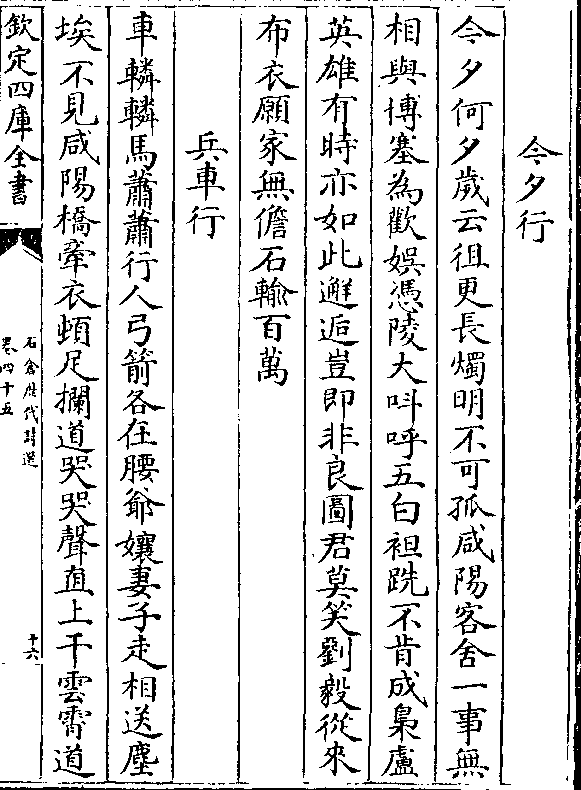 今夕行
今夕何夕歲云徂更長燭明不可孤咸陽客舍一事無
相與摶塞為歡娛馮陵大呌呼五白袒跣不肯成梟盧
英雄有時亦如此邂逅豈即非良圖君莫笑劉毅從來
布衣願家無儋石輸百萬
兵車行
車轔轔馬蕭蕭行人弓箭各在腰爺孃妻子走相送塵
埃不見咸陽橋牽衣頓足攔道哭哭聲直上干雲霄道
欽定四庫全書
石倉歷代詩選
卷四十五
十六